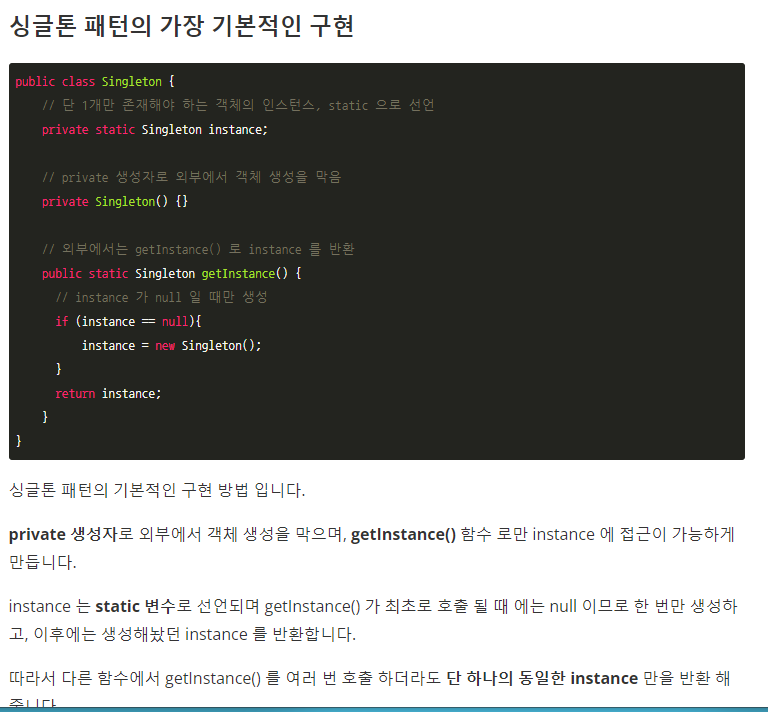 싱글톤 패턴의 가장 기본적인 구현
public class Singleton {
// 단 1개만 존재해야 하는 객체의 인스턴스, static 으로 선언
private static Singleton instance;
// private 생성자로 외부에서 객체 생성을 막음
private Singleton() {}
// 외부에서는 getInstance() 로 instance 를 반환
public static Singleton getInstance() {
// instance 가 null 일 때만 생성
if (instance == null){
instance = new Singleton();
}
return instance;
}
}
싱글톤 패턴의 기본적인 구현 방법 입니다.
private 생성자로 외부에서 객체 생성을 막으며, getInstance() 함수 로만 instance 에 접근이 가능하게
만듭니다.
instance 는 static 변수로 선언되며 getInstance() 가 최초로 호출 될 때 에는 null 이므로 한 번만 생성하
고, 이후에는 생성해놨던 instance 를 반환합니다.
따라서 다른 함수에서 getInstance() 를 여러 번 호출 하더라도 단 하나의 동일한 instance 만을 반환 해
줍니다